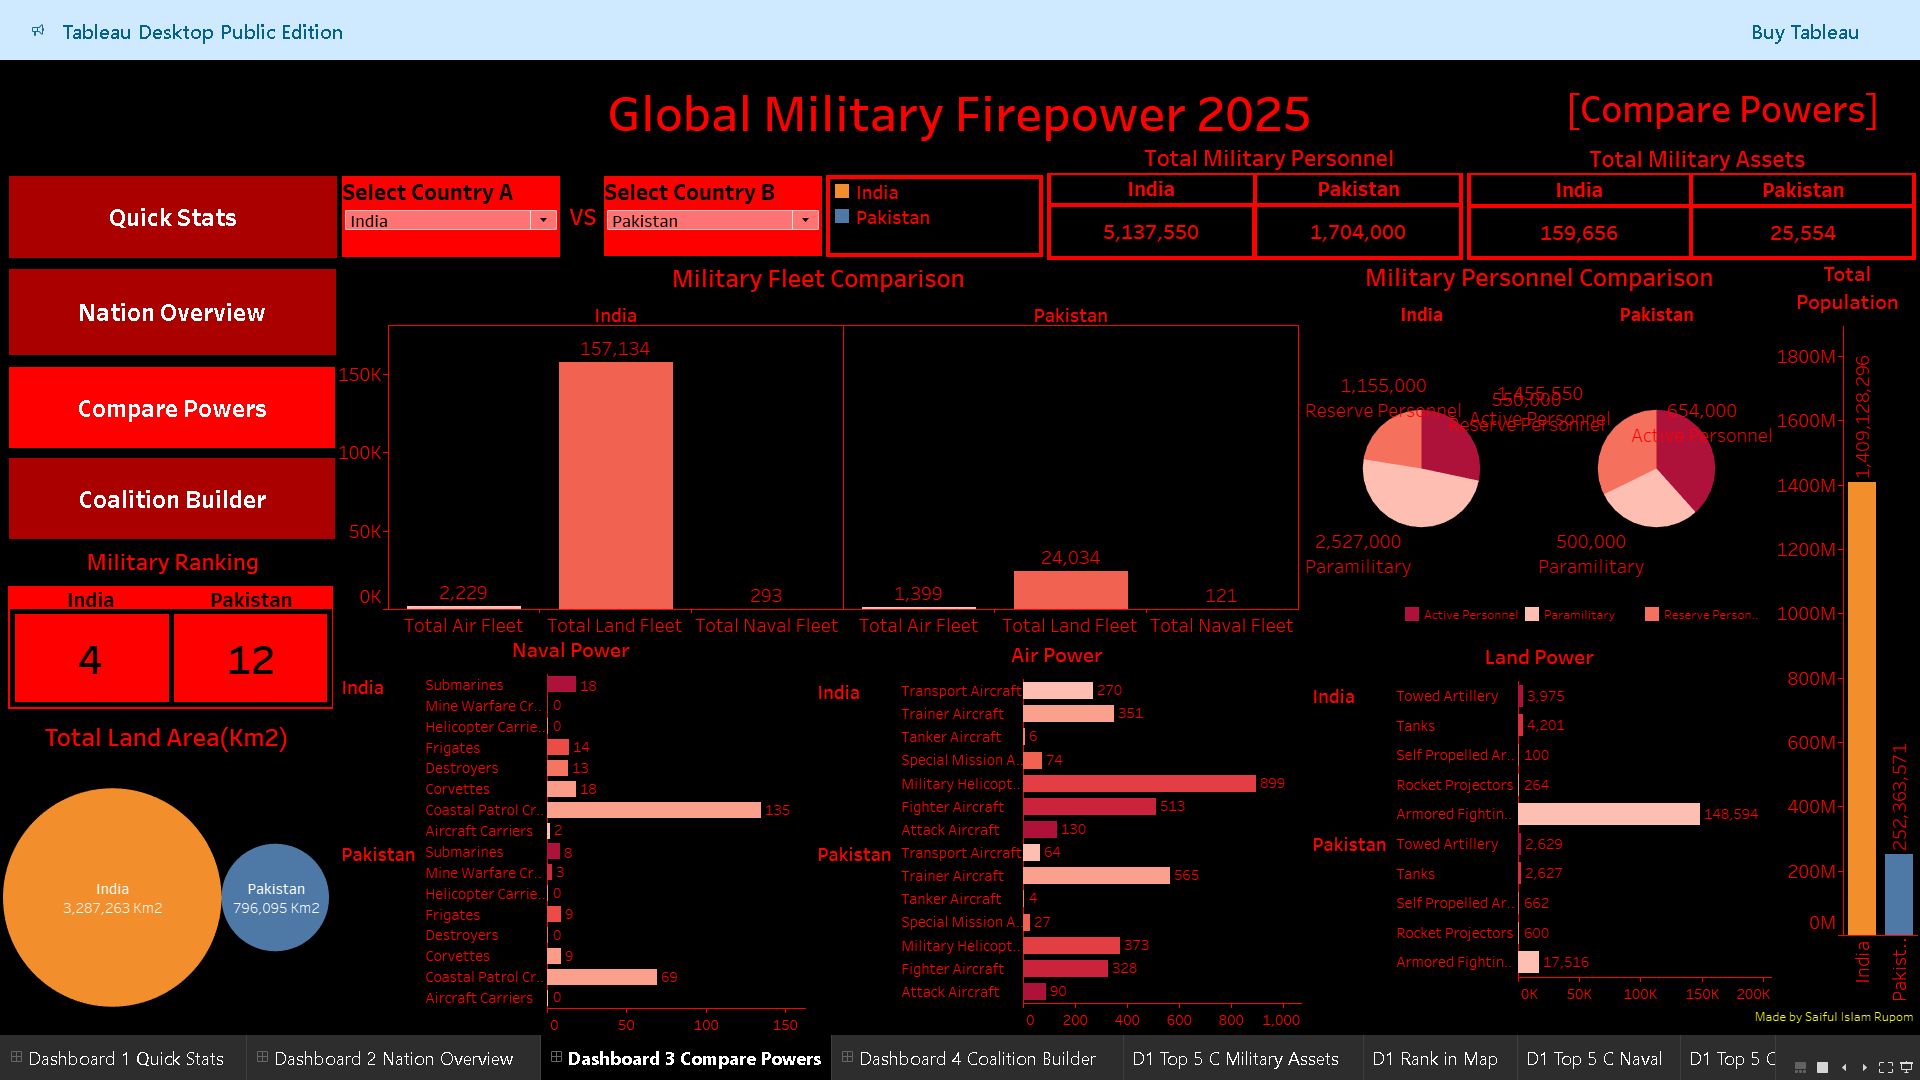 Tableau Desktop Public Edition
Buy Tableau
Global Military Firepower 2025
[Compare Powers]
Quick Stats
Nation Overview
Compare Powers
Coalition Builder
Select Country A
India
VS
Select Country B
Pakistan
India
Pakistan
Total Military Personnel
India Pakistan
5,137,550 1,704,000
Total Military Assets
India Pakistan
159,656 25,554
Military Fleet Comparison
India Pakistan
150K
100K
50K
0K
2,229 157,134 293 1,399 24,034 121
Total Air Fleet Total Land Fleet Total Naval Fleet Total Air Fleet Total Land Fleet Total Naval Fleet
Military Personnel Comparison
India Pakistan
1,155,000
Reserve Personnel
1,455,550
Active Personnel
2,527,000
Paramilitary
550,000
Reserve Personnel
654,000
Active Personnel
500,000
Paramilitary
Active Personnel Paramilitary Reserve Person..
Total
Population
1800M
1600M
1400M
1200M
1000M
800M
600M
400M
200M
0M
1,409,128,296
252,363,571
India
Pakist..
Military Ranking
India Pakistan
4 12
Total Land Area(Km2)
India
3,287,263 Km2
Pakistan
796,095 Km2
Naval Power
India
Submarines 18
Mine Warfare Cr.. 0
Helicopter Carrie.. 0
Frigates 14
Destroyers 13
Corvettes 18
Coastal Patrol Cr.. 135
Aircraft Carriers 2
Pakistan
Submarines 8
Mine Warfare Cr.. 3
Helicopter Carrie.. 0
Frigates 9
Destroyers 0
Corvettes 9
Coastal Patrol Cr.. 69
Aircraft Carriers 0
0 50 100 150
Air Power
India
Transport Aircraft 270
Trainer Aircraft 351
Tanker Aircraft 6
Special Mission A.. 74
Military Helicopt.. 899
Fighter Aircraft 513
Attack Aircraft 130
Pakistan
Transport Aircraft 64
Trainer Aircraft 565
Tanker Aircraft 4
Special Mission A.. 27
Military Helicopt.. 373
Fighter Aircraft 328
Attack Aircraft 90
0 200 400 600 800 1,000
Land Power
India
Towed Artillery 3,975
Tanks 4,201
Self Propelled Ar.. 100
Rocket Projectors 264
Armored Fightin.. 148,594
Pakistan
Towed Artillery 2,629
Tanks 2,627
Self Propelled Ar.. 662
Rocket Projectors 600
Armored Fightin.. 17,516
0K 50K 100K 150K 200K
Made by Saiful Islam Rupom
Dashboard 1 Quick Stats Dashboard 2 Nation Overview Dashboard 3 Compare Powers Dashboard 4 Coalition Builder D1 Top 5 C Military Assets D1 Rank in Map D1 Top 5 C Naval D1 Top 5 C